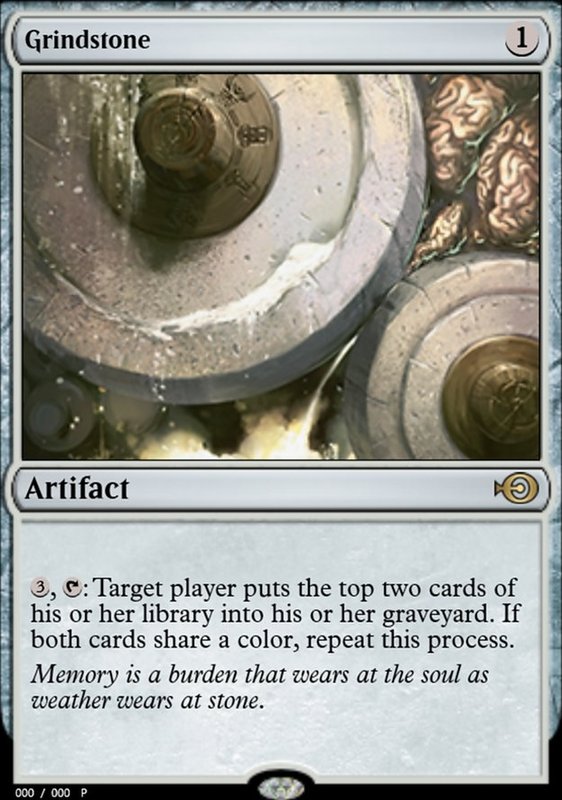 Grindstone 1
Artifact
3, : Target player puts the top two cards of
his or her library into his or her graveyard. If
both cards share a color, repeat this process.
Memory is a burden that wears at the soul as
weather wears at stone.
000 / 000 P